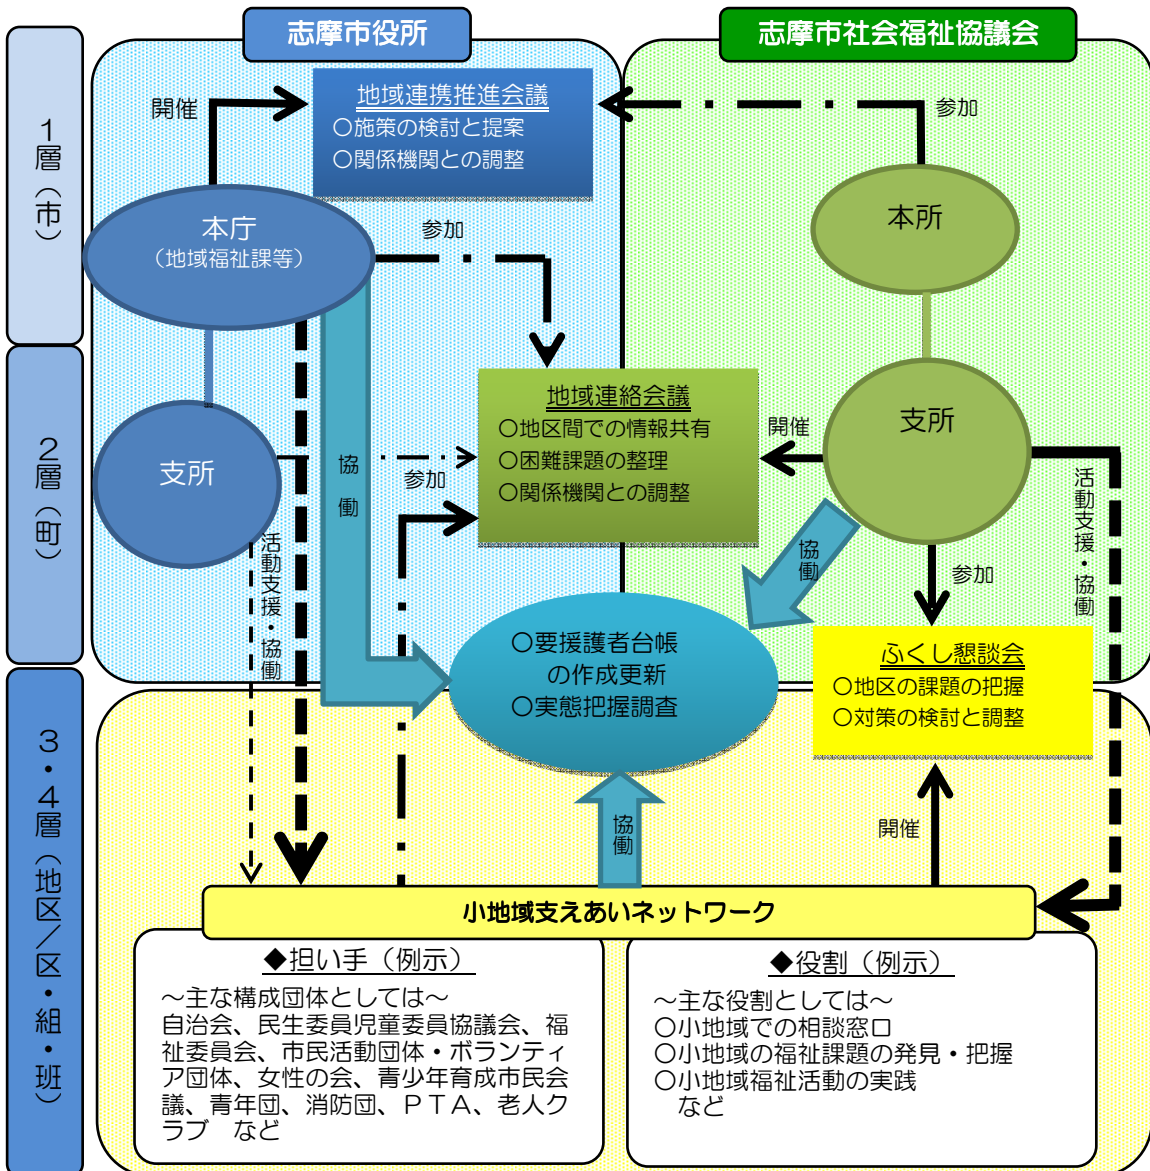 志摩市役所
志摩市社会福祉協議会
1層（市）
2層（町）
3・4層（地区／区・組・班）
地域連携推進会議
○施策の検討と提案
○関係機関との調整
開催
参加
本庁
（地域福祉課等）
参加
本所
地域連絡会議
○地区間での情報共有
○困難課題の整理
○関係機関との調整
開催
支所
支所
協働
参加
活動支援・協働
活動支援・協働
協働
参加
○要援護者台帳
の作成更新
○実態把握調査
ふくし懇談会
○地区の課題の把握
○対策の検討と調整
協働
開催
小地域支えあいネットワーク
◆担い手（例示）
～主な構成団体としては～
自治会、民生委員児童委員協議会、福
祉委員会、市民活動団体・ボランティ
ア団体、女性の会、青少年育成市民会
議、青年団、消防団、ＰＴＡ、老人ク
ラブ　など
◆役割（例示）
～主な役割としては～
○小地域での相談窓口
○小地域の福祉課題の発見・把握
○小地域福祉活動の実践
など